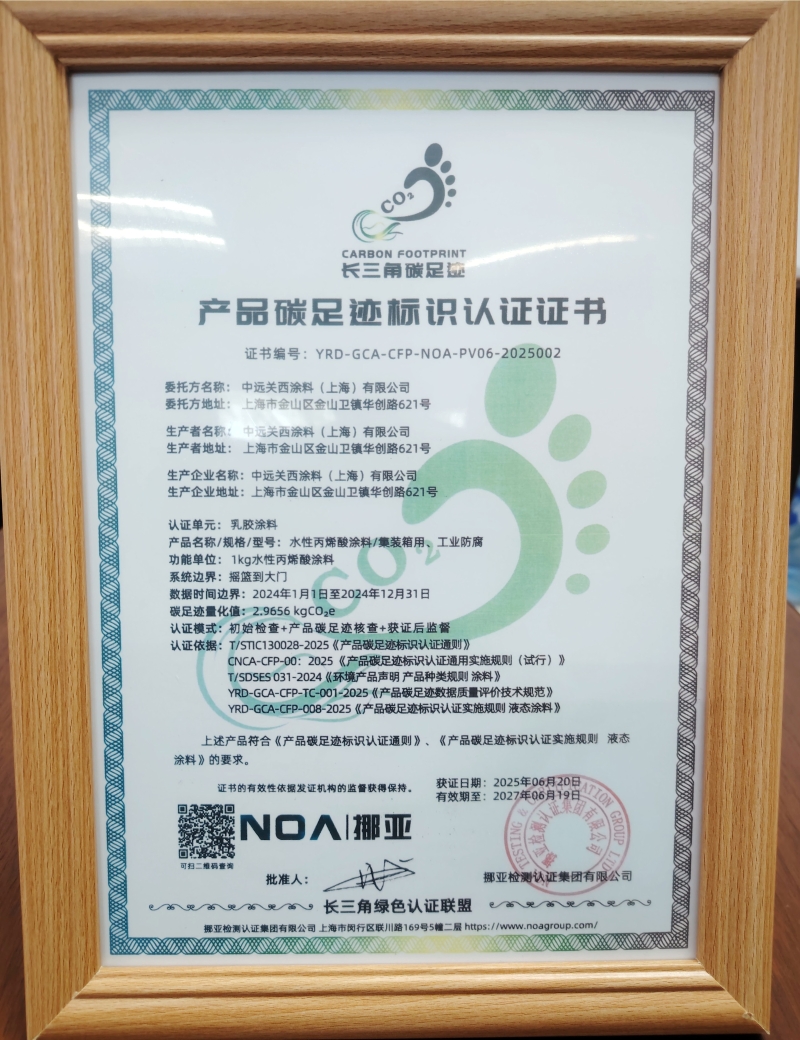 CO₂
CARBON FOOTPRINT
长三角碳足迹
产品碳足迹标识认证证书
证书编号：YRD-GCA-CFP-NOA-PV06-2025002
委托方名称：中远关西涂料（上海）有限公司
委托方地址：上海市金山区金山卫镇华创路621号
生产者名称：中远关西涂料（上海）有限公司
生产者地址：上海市金山区金山卫镇华创路621号
生产企业名称：中远关西涂料（上海）有限公司
生产企业地址：上海市金山区金山卫镇华创路621号
认证单元：乳胶涂料
产品名称/规格/型号：水性丙烯酸涂料/集装箱用、工业防腐
功能单位：1kg水性丙烯酸涂料
系统边界：摇篮到大门
数据时间边界：2024年1月1日至2024年12月31日
碳足迹量化值：2.9656 kgCO₂e
认证模式：初始检查+产品碳足迹核查+获证后监督
认证依据：T/STIC130028-2025《产品碳足迹标识认证通则》
CNCA-CFP-00：2025《产品碳足迹标识认证通用实施规则（试行）》
T/SDSES 031-2024《环境产品声明 产品种类规则 涂料》
YRD-GCA-CFP-TC-001-2025《产品碳足迹数据质量评价技术规范》
YRD-GCA-CFP-008-2025《产品碳足迹标识认证实施规则 液态涂料》
CO₂
上述产品符合《产品碳足迹标识认证通则》、《产品碳足迹标识认证实施规则 液态
涂料》的要求。
证书的有效性依据发证机构的监督获得保持。
获证日期：2025年06月20日
有效期至：2027年06月19日
NOA|挪亚
可扫二维码查询
批准人：
挪亚检测认证集团有限公司
长三角绿色认证联盟
挪亚检测认证集团有限公司 上海市闵行区联川路169号5幢二层 https://www.noagroup.com/